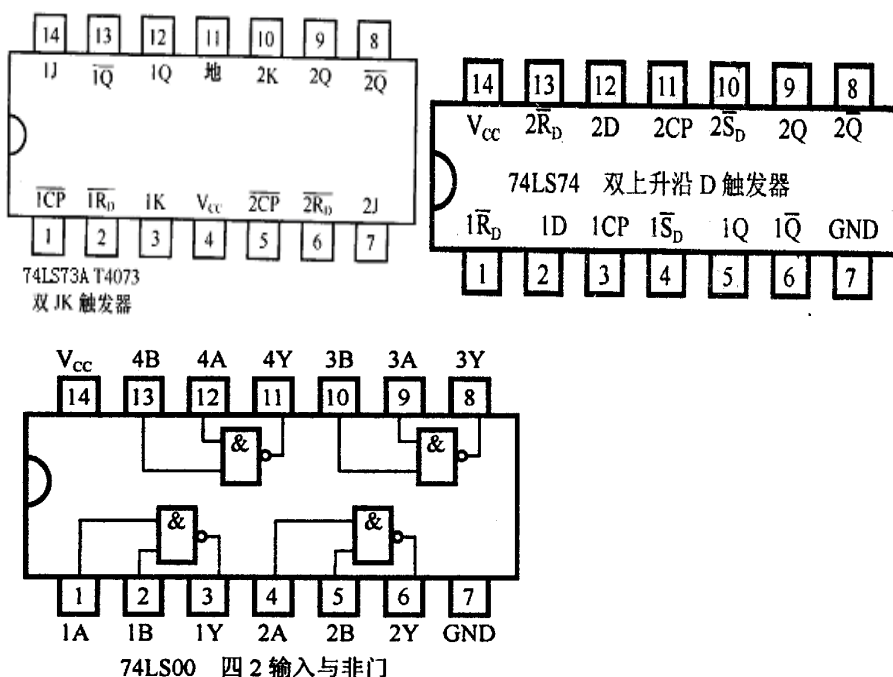 14 13 12 11 10 9 8
1J 1Q̅ 1Q 地 2K 2Q 2Q̅
1C̅P̅ 1R̅D 1K Vcc 2C̅P̅ 2R̅D 2J
1 2 3 4 5 6 7
74LS73A T4073
双 JK 触发器
14 13 12 11 10 9 8
VCC 2R̅D 2D 2CP 2S̅D 2Q 2Q̅
74LS74 双上升沿 D 触发器
1R̅D 1D 1CP 1S̅D 1Q 1Q̅ GND
1 2 3 4 5 6 7
VCC 4B 4A 4Y 3B 3A 3Y
14 13 12 11 10 9 8
& &
& &
1 2 3 4 5 6 7
1A 1B 1Y 2A 2B 2Y GND
74LS00 四 2 输入与非门